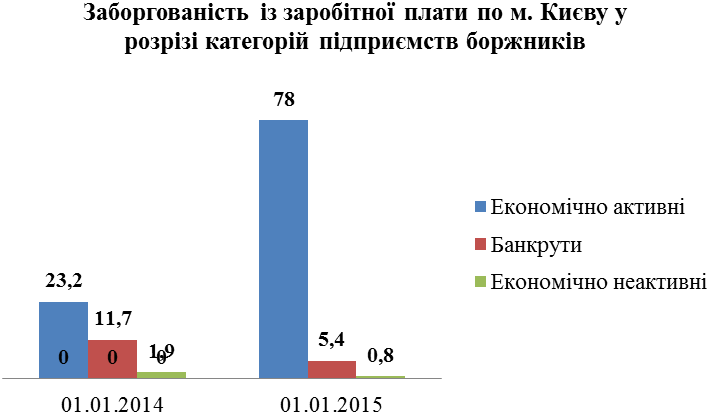 Заборгованість із заробітної плати по м. Києву у
розрізі категорій підприємств боржників
78
23,2
11,7
5,4
1,9
0,8
0 0 0
01.01.2014
01.01.2015
Економічно активні
Банкрути
Економічно неактивні